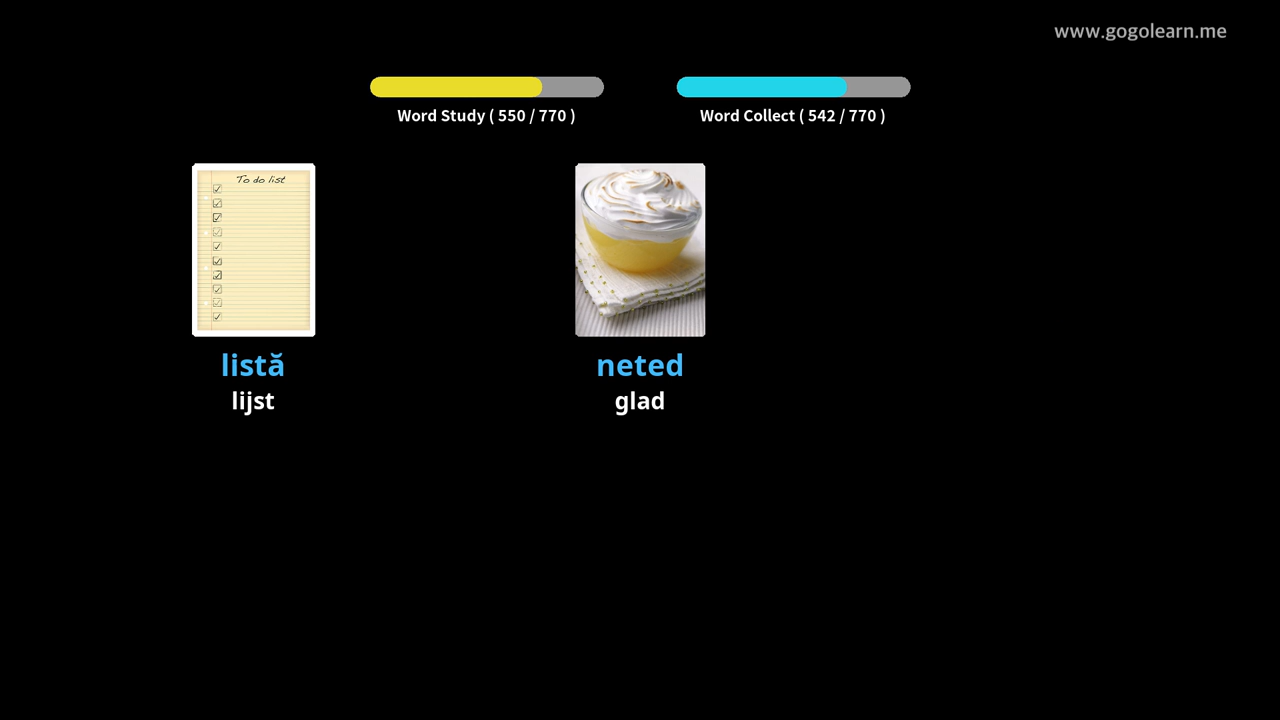 www.gogolearn.me
Word Study ( 550 / 770 )
Word Collect ( 542 / 770 )
To do list
listă
lijst
neted
glad